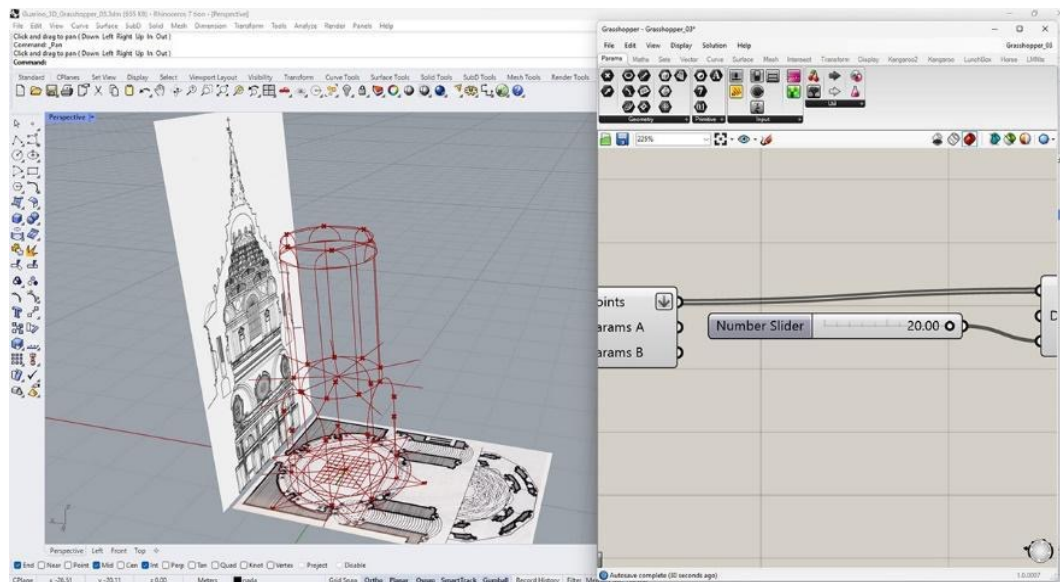 Guarino_3D_Grasshopper_03.3dm (935 KB) - Rhinoceros 7 - [Perspective]
File Edit View Curve Surface SubD Solid Mesh Dimension Transform Tools Analyze Render Panels Help
Click and drag to pan ( Down Left Right Up In Out )
Command: _Pan
Click and drag to pan ( Down Left Right Up In Out )
Command:
Standard CPlanes Set View Display Select Viewport Layout Visibility Transform Curve Tools Surface Tools Solid Tools SubD Tools Mesh Tools Render Tools
Perspective
Perspective Left Front Top
End Near Point Mid Cen Int Perp Tan Quad Knot Vertex Project Disable
CPlane Meters Grid Snap Ortho Planar Osnap SmartTrack Gumball Record History Filter
Grasshopper - Grasshopper_03*
File Edit View Display Solution Help
Grasshopper_03
Params Maths Sets Vector Curve Surface Mesh Intersect Transform Display Kangaroo2 Kangaroo LunchBox
Geometry Primitive Input Util
229%
oints
arams A
arams B
Number Slider 20.00
D
Autosave complete (30 seconds ago)
1.0.0007